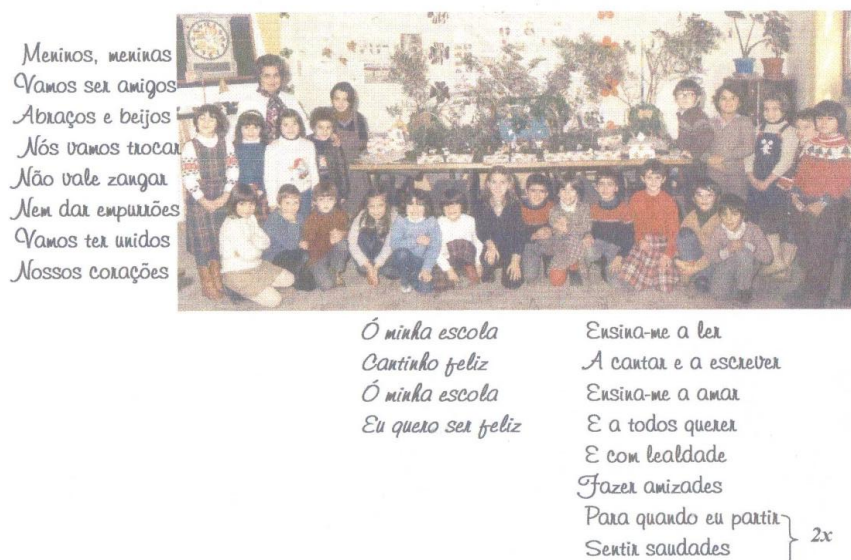 Meninos, meninas
Vamos ser amigos
Abraços e beijos
Nós vamos trocar
Não vale zangar
Nem dar empurrões
Vamos ter unidos
Nossos corações
Ó minha escola
Cantinho feliz
Ó minha escola
Eu quero ser feliz
Ensina-me a ler
A cantar e a escrever
Ensina-me a amar
E a todos querer
E com lealdade
Fazer amizades
Para quando eu partir
Sentir saudades
2x